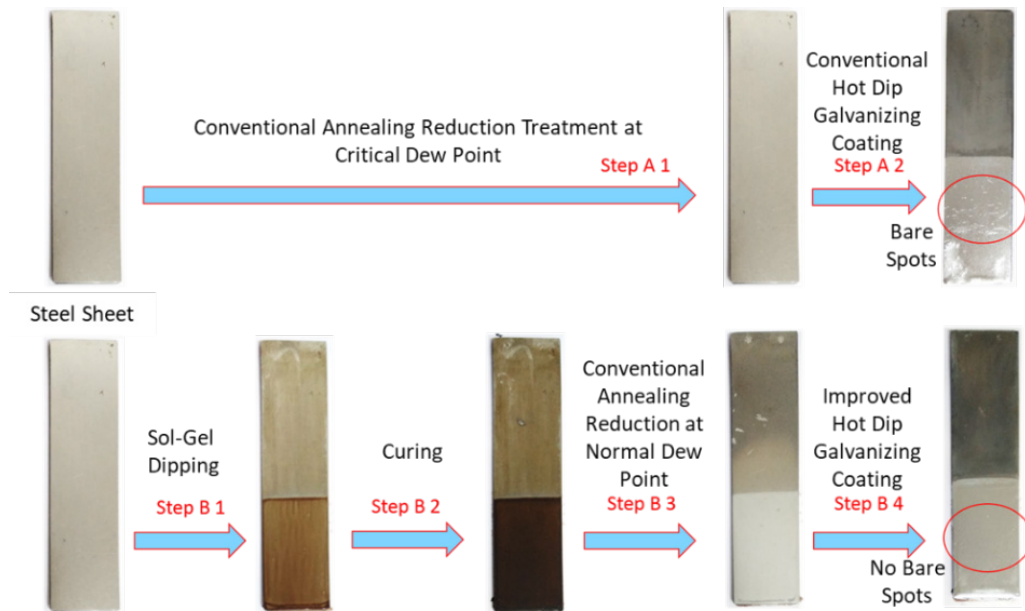 Conventional Annealing Reduction Treatment at
Critical Dew Point
Step A 1
Conventional
Hot Dip
Galvanizing
Coating
Step A 2
Bare
Spots
Steel Sheet
Sol-Gel
Dipping
Step B 1
Curing
Step B 2
Conventional
Annealing
Reduction at
Normal Dew
Point
Step B 3
Improved
Hot Dip
Galvanizing
Coating
Step B 4
No Bare
Spots